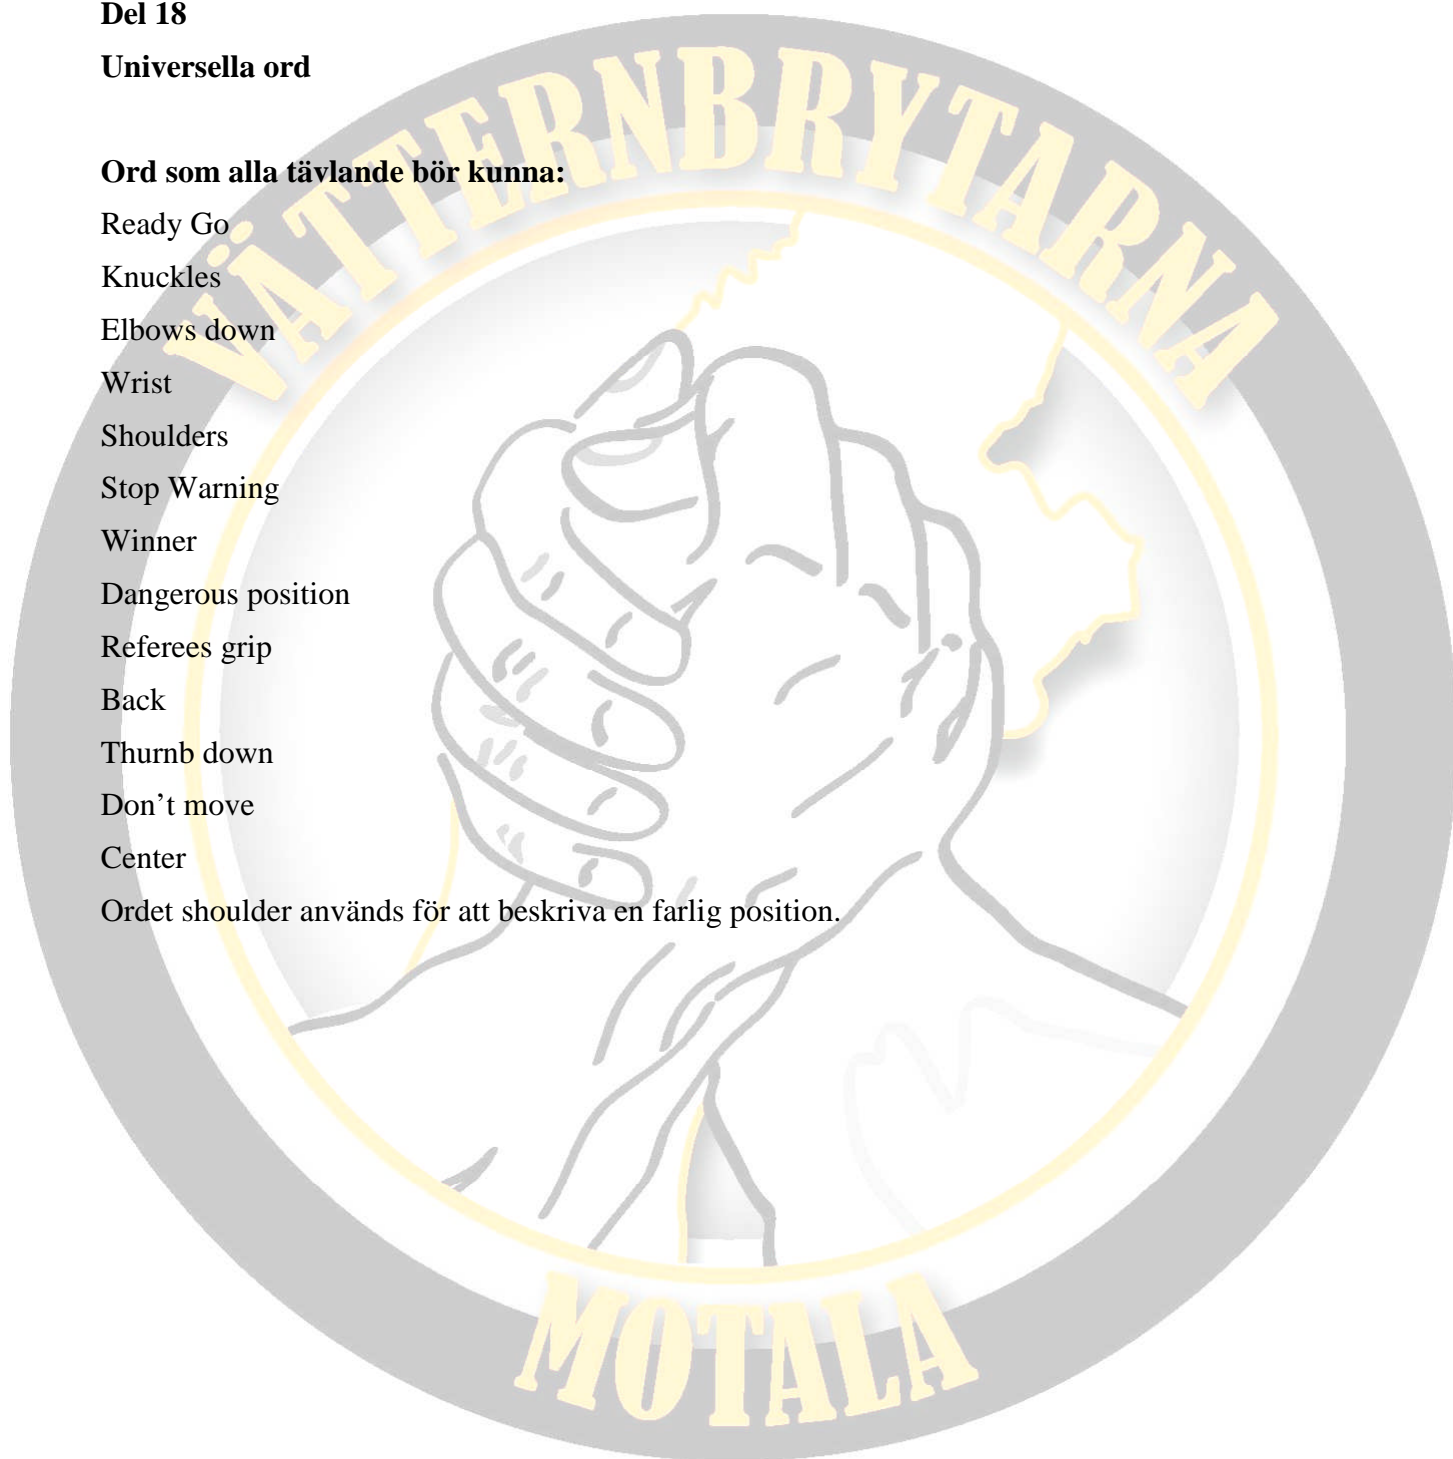 Del 18
Universella ord
Ord som alla tävlande bör kunna:
Ready Go
Knuckles
Elbows down
Wrist
Shoulders
Stop Warning
Winner
Dangerous position
Referees grip
Back
Thurnb down
Don’t move
Center
Ordet shoulder används för att beskriva en farlig position.
VÄTTERNBRYTARNA
MOTALA